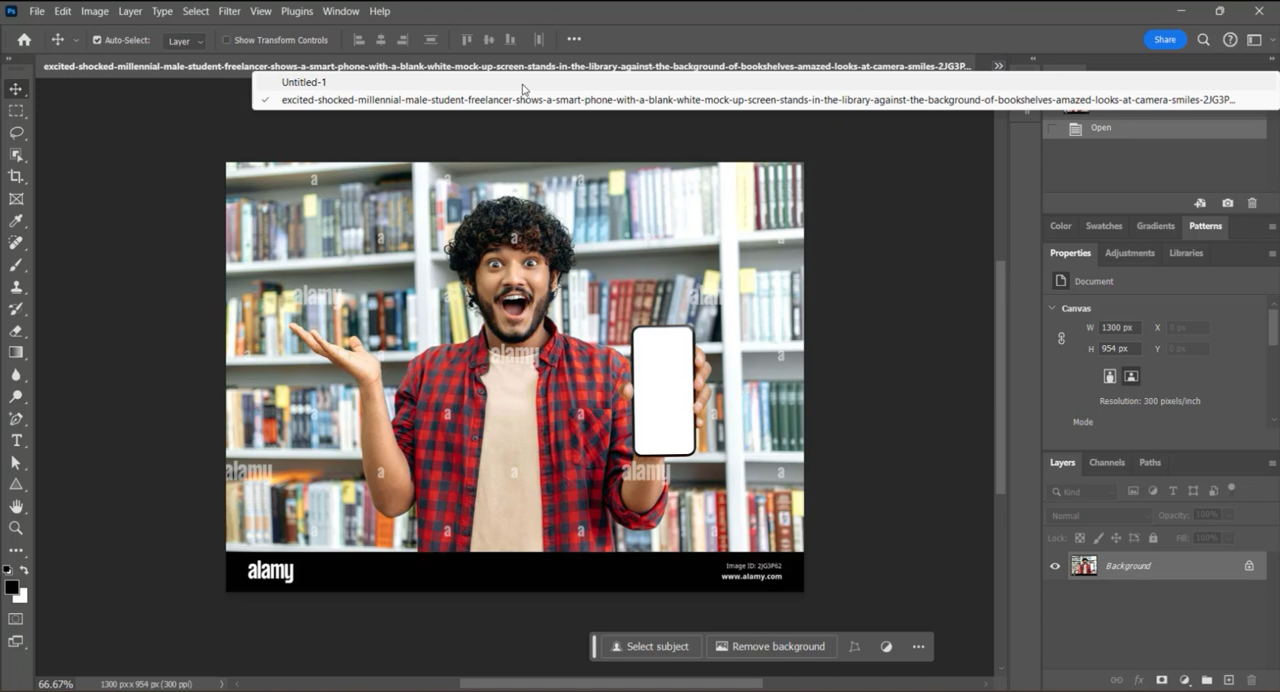 Ps File Edit Image Layer Type Select Filter View Plugins Window Help
Auto-Select: Layer Show Transform Controls Share
excited-shocked-millennial-male-student-freelancer-shows-a-smart-phone-with-a-blank-white-mock-up-screen-stands-in-the-library-against-the-background-of-bookshelves-amazed-looks-at-camera-smiles-2JG3P...
Untitled-1
excited-shocked-millennial-male-student-freelancer-shows-a-smart-phone-with-a-blank-white-mock-up-screen-stands-in-the-library-against-the-background-of-bookshelves-amazed-looks-at-camera-smiles-2JG3P...
Open
Color Swatches Gradients Patterns
Properties Adjustments Libraries
Document
Canvas
W 1300 px X 0 px
H 954 px Y 0 px
Resolution: 300 pixels/inch
Mode
Layers Channels Paths
Kind
Normal Opacity: 100%
Lock: Fill: 100%
Background
a a a
a a
alamy alamy
a a
alamy
a a a
alamy a a alamy a
a a
alamy
Image ID: 2JG3P62
www.alamy.com
Select subject Remove background
66.67% 1300 px x 954 px (300 ppi)